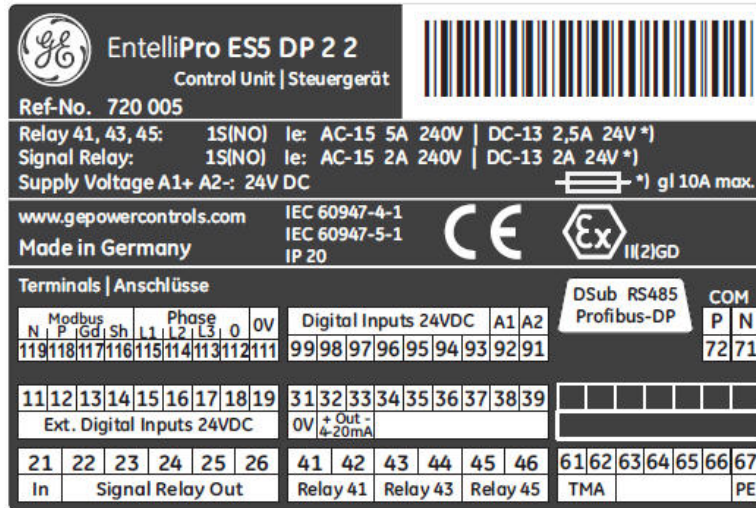 GE EntelliPro ES5 DP 2 2
Control Unit | Steuergerät
Ref-No. 720 005
Relay 41, 43, 45: 1S(NO) Ie: AC-15 5A 240V | DC-13 2,5A 24V *)
Signal Relay: 1S(NO) Ie: AC-15 2A 240V | DC-13 2A 24V *)
Supply Voltage A1+ A2-: 24V DC *) gl 10A max.
www.gepowercontrols.com IEC 60947-4-1
IEC 60947-5-1
Made in Germany IP 20 CE Ex II(2)GD
Terminals | Anschlüsse
DSub RS485 COM
Modbus Phase Digital Inputs 24VDC A1 A2 Profibus-DP P N
N P Gd Sh L1 L2 L3 0 0V
119 118 117 116 115 114 113 112 111 99 98 97 96 95 94 93 92 91 72 71
11 12 13 14 15 16 17 18 19 31 32 33 34 35 36 37 38 39
Ext. Digital Inputs 24VDC 0V + Out - 4-20mA
21 22 23 24 25 26 41 42 43 44 45 46 61 62 63 64 65 66 67
In Signal Relay Out Relay 41 Relay 43 Relay 45 TMA PE